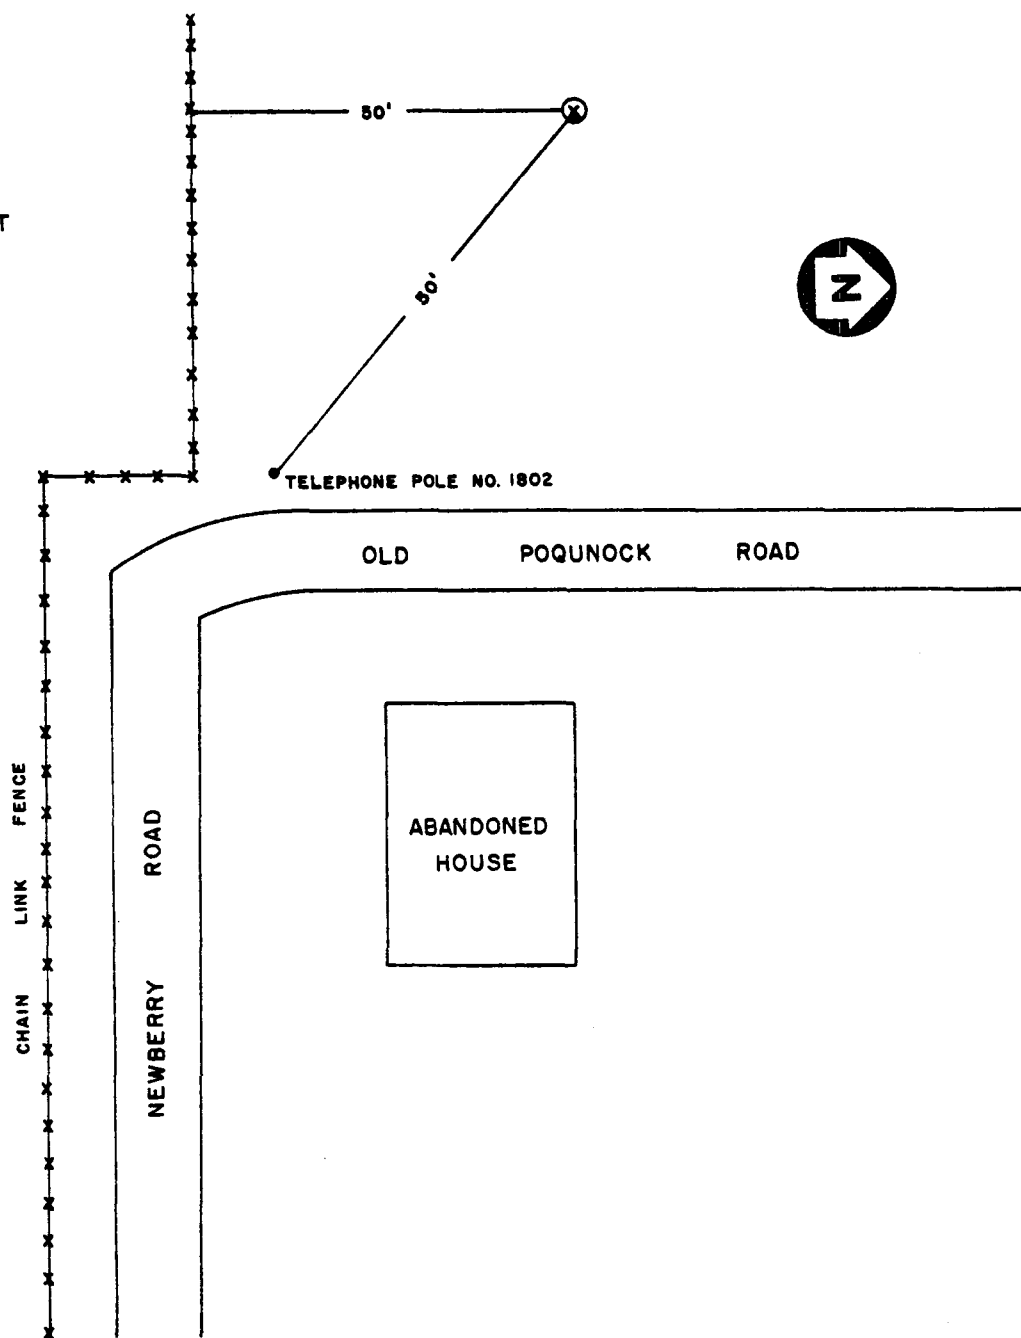 50'
T
50'
N
TELEPHONE POLE NO. 1802
OLD POQUNOCK ROAD
CHAIN LINK FENCE
NEWBERRY ROAD
ABANDONED
HOUSE